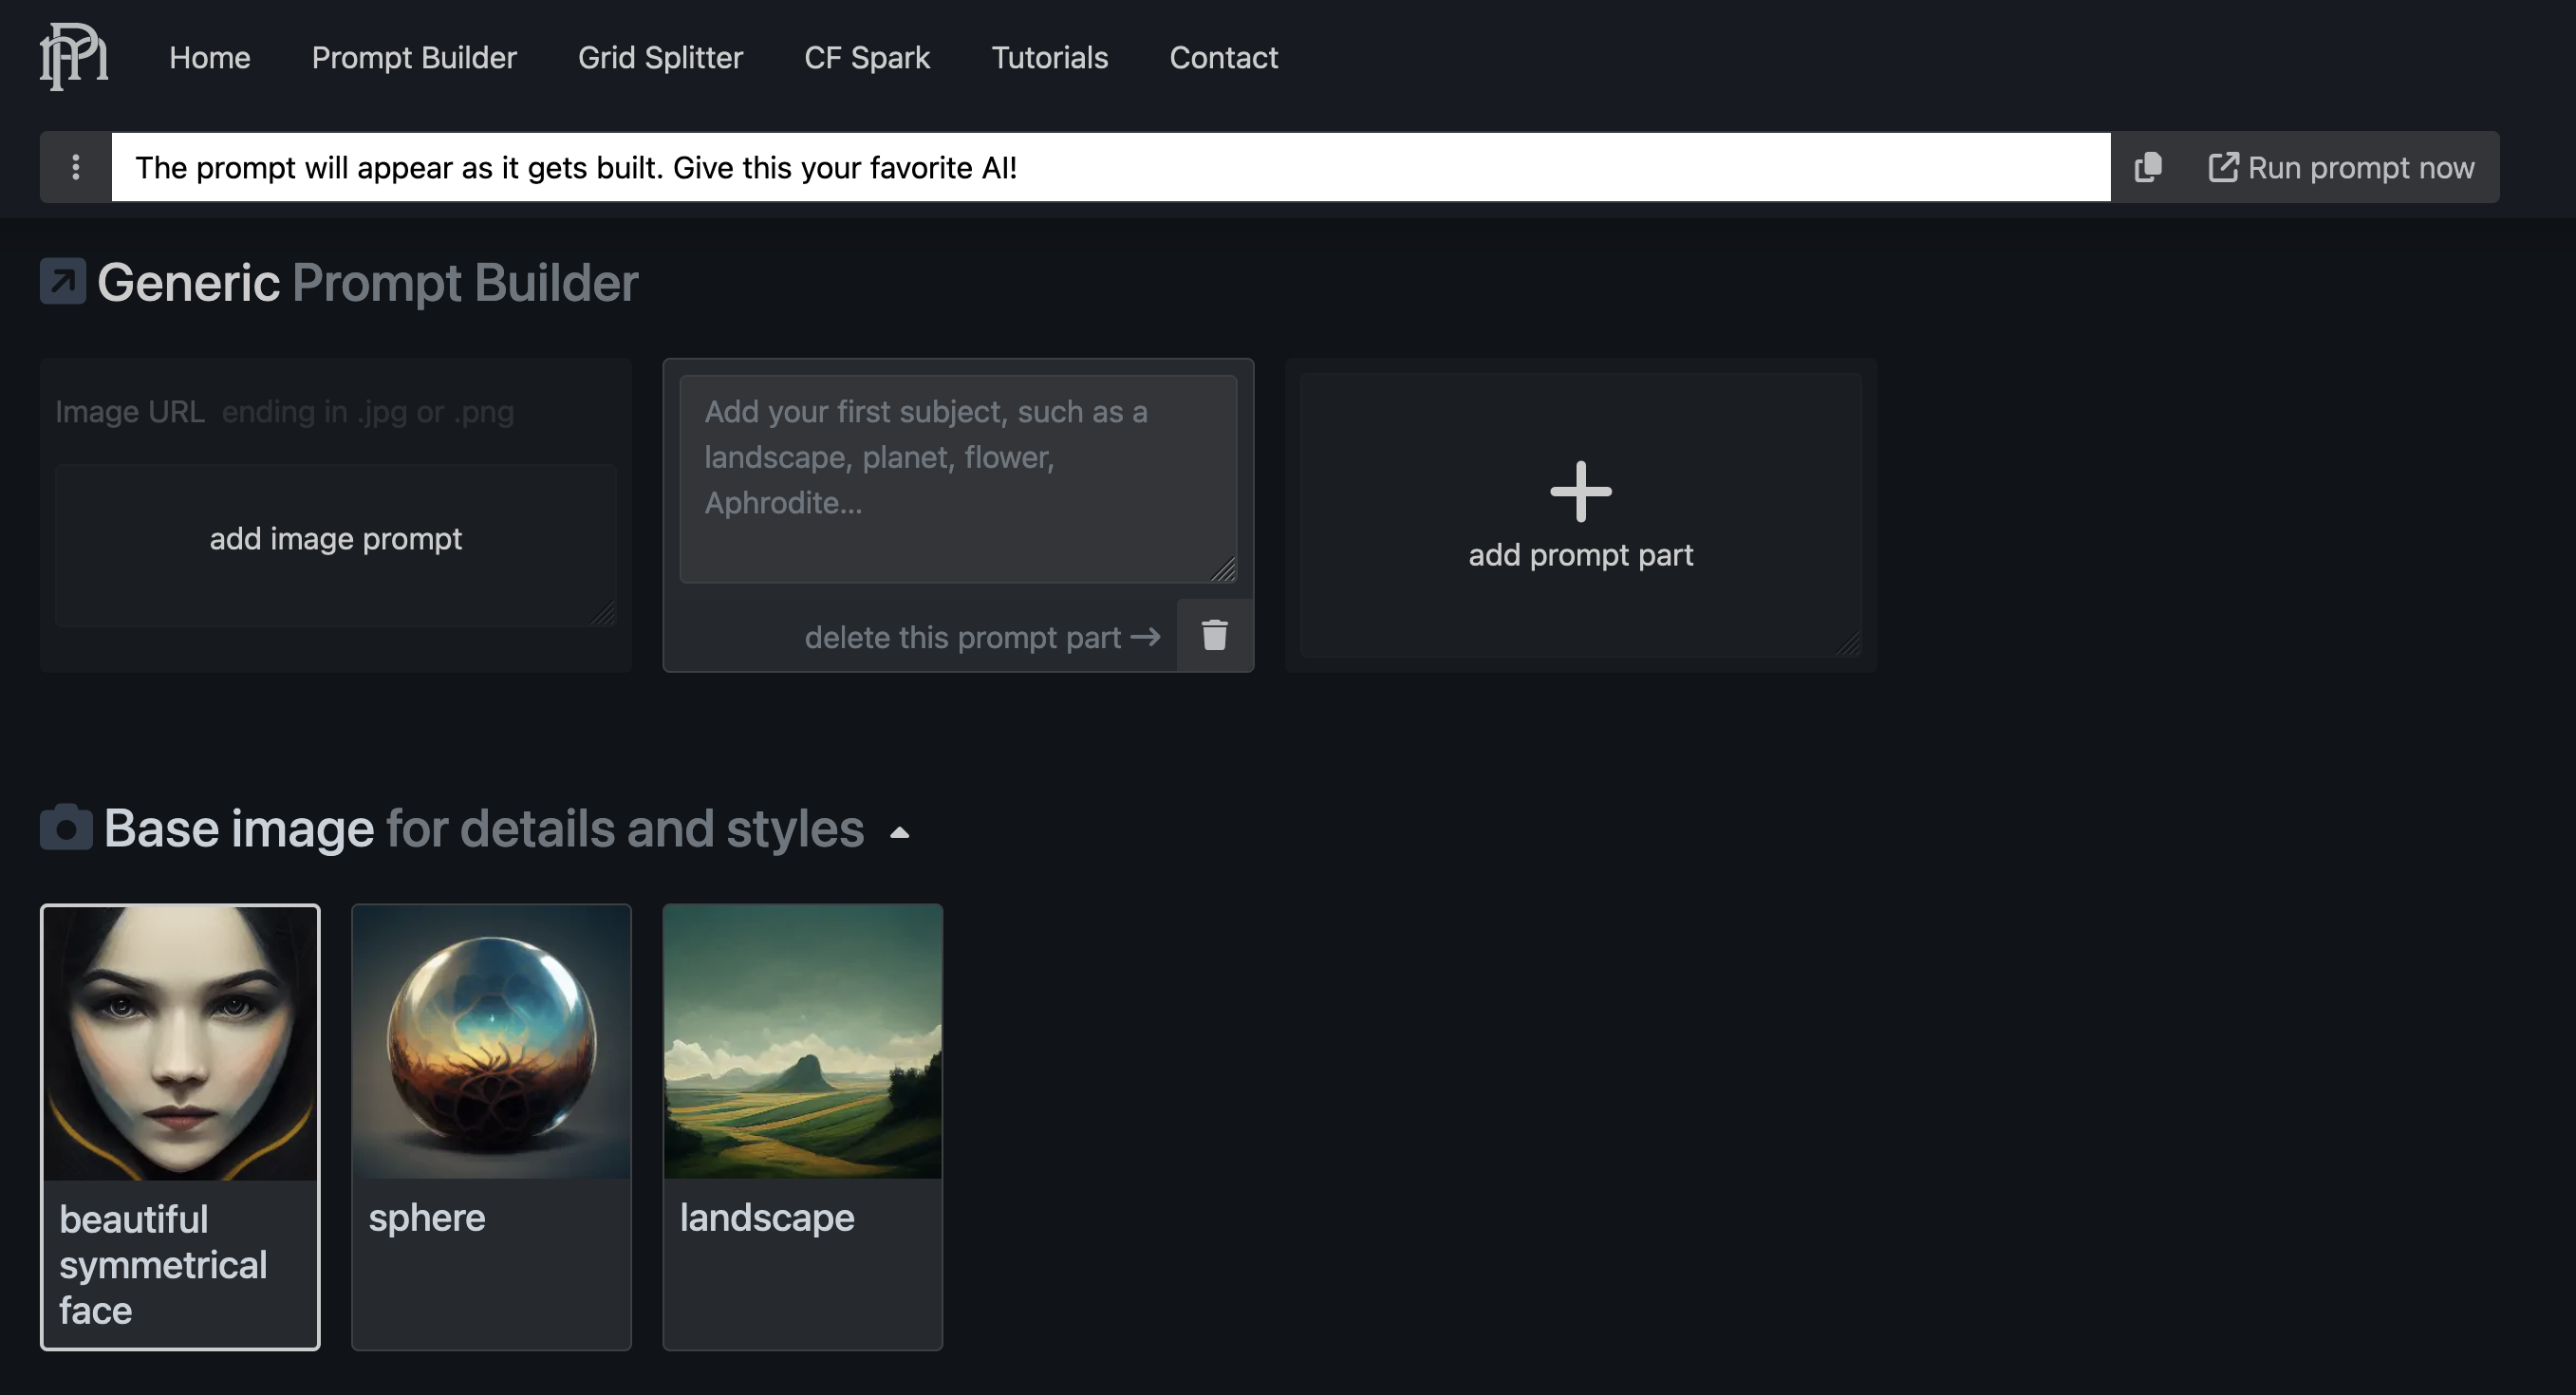 Home Prompt Builder Grid Splitter CF Spark Tutorials Contact
The prompt will appear as it gets built. Give this your favorite AI!
Run prompt now
Generic Prompt Builder
Image URL ending in .jpg or .png
add image prompt
Add your first subject, such as a
landscape, planet, flower,
Aphrodite...
delete this prompt part
add prompt part
Base image for details and styles
beautiful
symmetrical
face
sphere
landscape